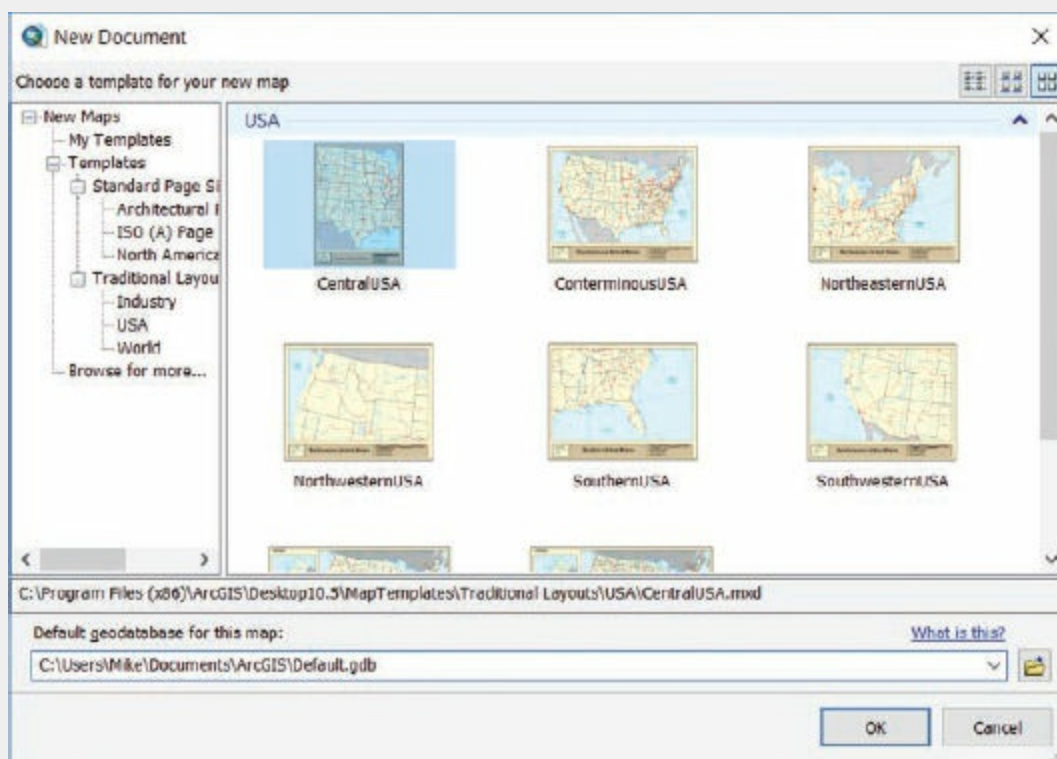 New Document
Choose a template for your new map
New Maps
My Templates
Templates
Standard Page Si
Architectural
ISO (A) Page
North America
Traditional Layou
Industry
USA
World
Browse for more...
USA
CentralUSA
ConterminousUSA
NortheasternUSA
NorthwesternUSA
SouthernUSA
SouthwesternUSA
C:\Program Files (x86)\ArcGIS\Desktop10.5\MapTemplates\Traditional Layouts\USA\CentralUSA.mxd
Default geodatabase for this map:
What is this?
C:\Users\Mike\Documents\ArcGIS\Default.gdb
OK
Cancel